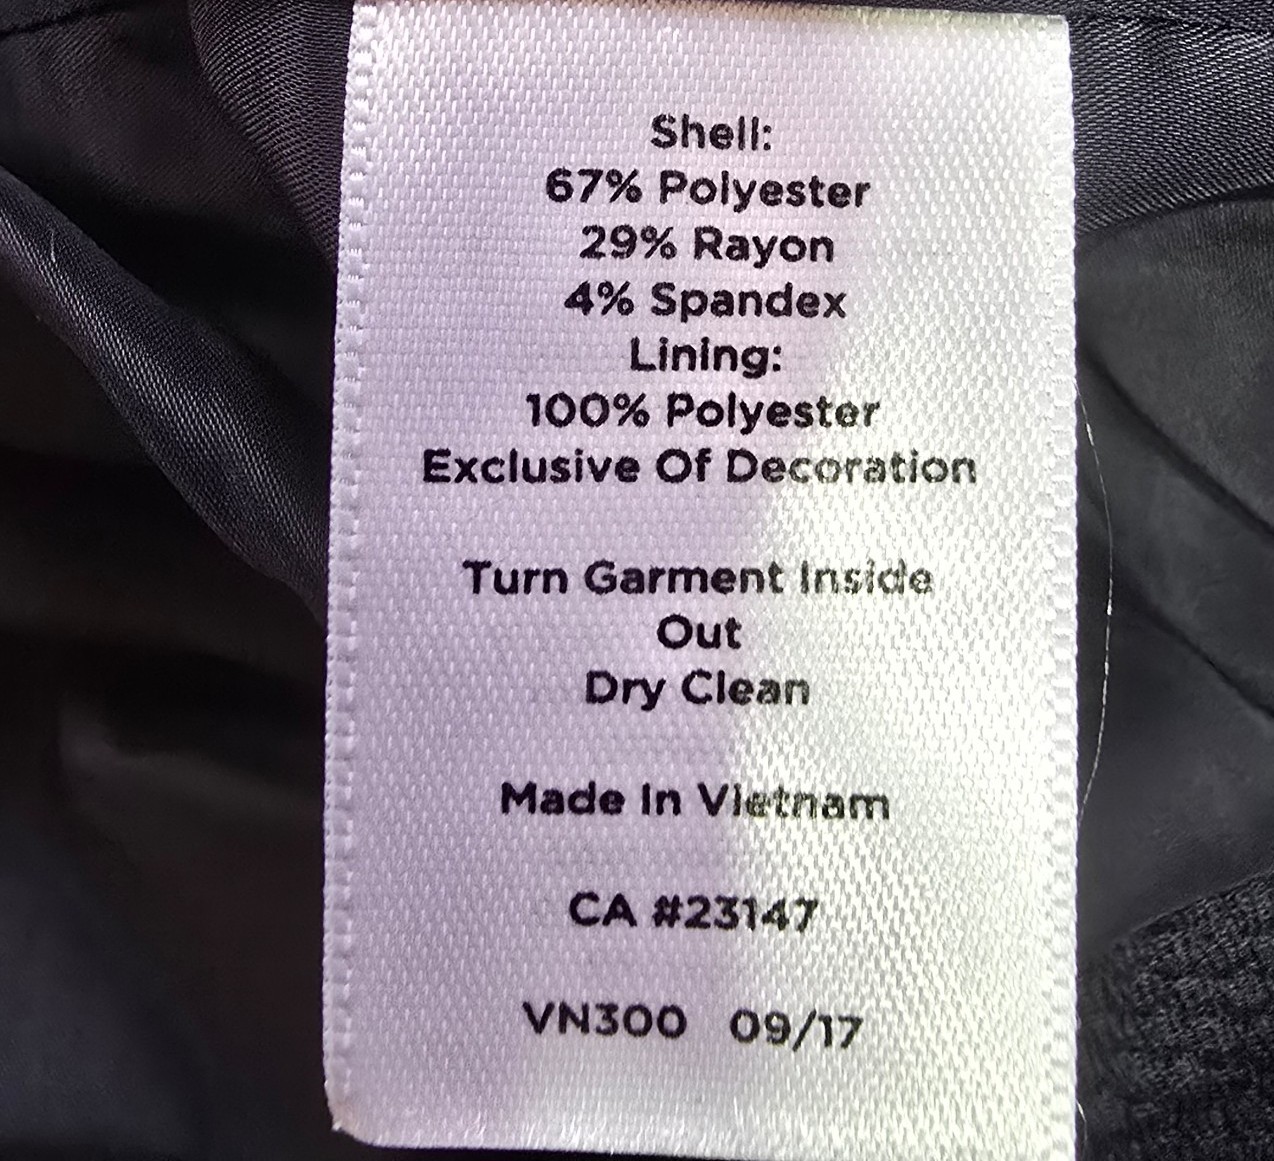 Shell:
67% Polyester
29% Rayon
4% Spandex
Lining:
100% Polyester
Exclusive Of Decoration
Turn Garment Inside
Out
Dry Clean
Made In Vietnam
CA #23147
VN300 09/17